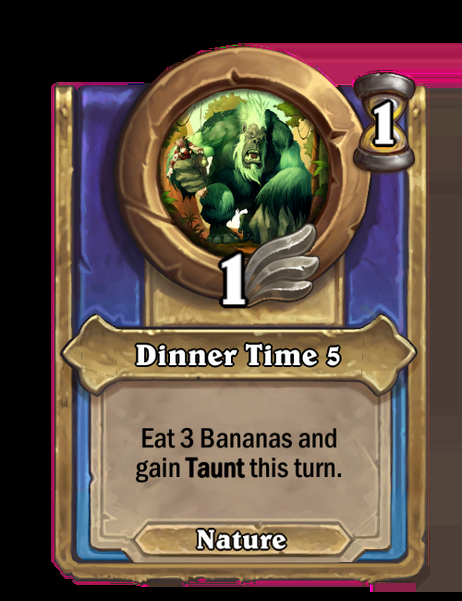 1
1
Dinner Time 5
Eat 3 Bananas and
gain Taunt this turn.
Nature